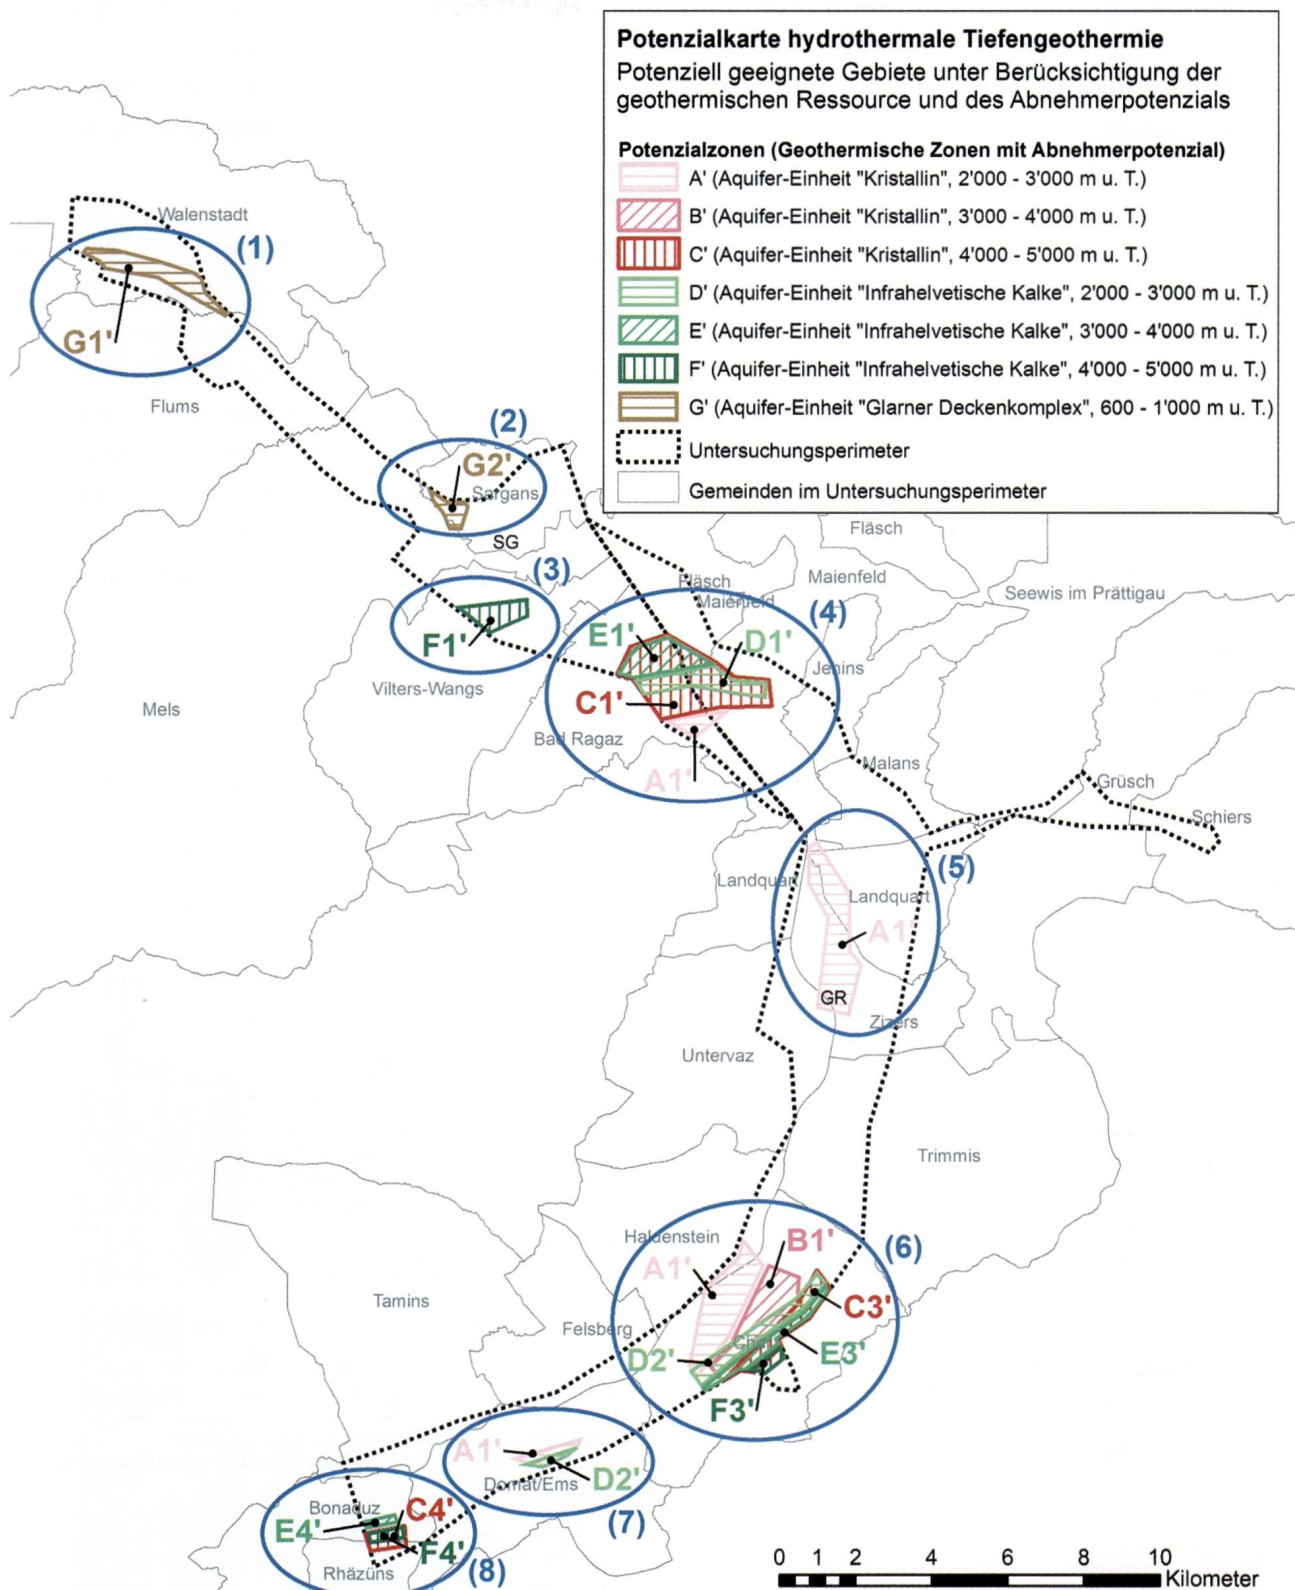 Potenzialkarte hydrothermale Tiefengeothermie
Potenziell geeignete Gebiete unter Berücksichtigung der
geothermischen Ressource und des Abnehmerpotenzials
Potenzialzonen (Geothermische Zonen mit Abnehmerpotenzial)
A' (Aquifer-Einheit "Kristallin", 2'000 - 3'000 m u. T.)
B' (Aquifer-Einheit "Kristallin", 3'000 - 4'000 m u. T.)
C' (Aquifer-Einheit "Kristallin", 4'000 - 5'000 m u. T.)
D' (Aquifer-Einheit "Infrahelvetische Kalke", 2'000 - 3'000 m u. T.)
E' (Aquifer-Einheit "Infrahelvetische Kalke", 3'000 - 4'000 m u. T.)
F' (Aquifer-Einheit "Infrahelvetische Kalke", 4'000 - 5'000 m u. T.)
G' (Aquifer-Einheit "Glarner Deckenkomplex", 600 - 1'000 m u. T.)
Untersuchungsperimeter
Gemeinden im Untersuchungsperimeter
Walenstadt
(1)
G1'
Flums
(2)
G2'
Sargans
SG
Fläsch
(3)
Fläsch
Maienfeld
Seewis im Prättigau
Maienfeld
(4)
E1'
D1'
F1'
Jenins
Vilters-Wangs
C1'
Mels
Bad Ragaz
A1'
Malans
Grüsch
Schiers
(5)
Landquart
Landquart
A1'
GR
Zizers
Untervaz
Trimmis
Haldenstein
B1'
(6)
A1'
Tamins
C3'
Felsberg
Chur
E3'
D2'
F3'
A1'
Domat/Ems
D2'
Bonaduz
C4'
E4'
(7)
F4'
Rhäzüns
(8)
0 1 2 4 6 8 10
Kilometer